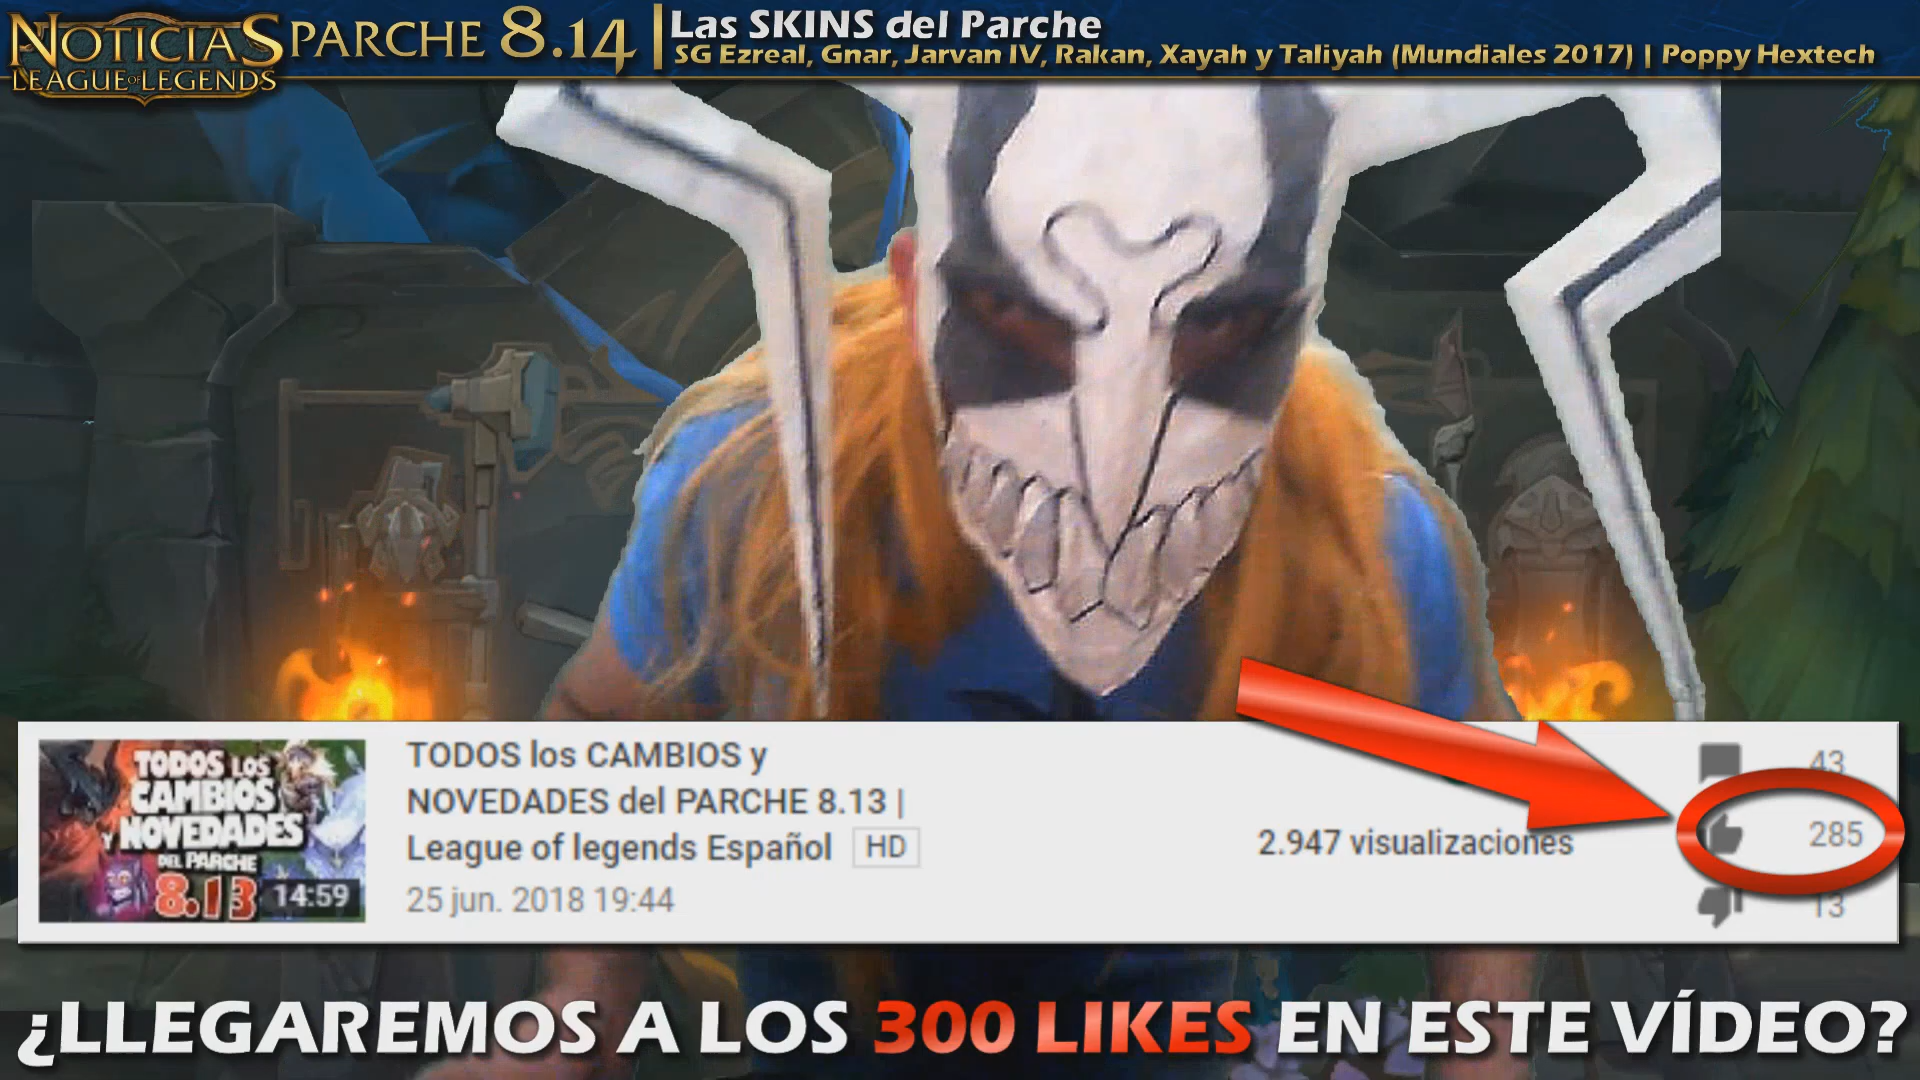 NOTICIAS
LEAGUE OF LEGENDS
PARCHE 8.14
Las SKINS del Parche
SG Ezreal, Gnar, Jarvan IV, Rakan, Xayah y Taliyah (Mundiales 2017) | Poppy Hextech
TODOS LOS
CAMBIOS
Y NOVEDADES
DEL PARCHE
8.13
14:59
TODOS los CAMBIOS y
NOVEDADES del PARCHE 8.13 |
League of legends Español HD
25 jun. 2018 19:44
2.947 visualizaciones
43
285
13
¿LLEGAREMOS A LOS 300 LIKES EN ESTE VÍDEO?